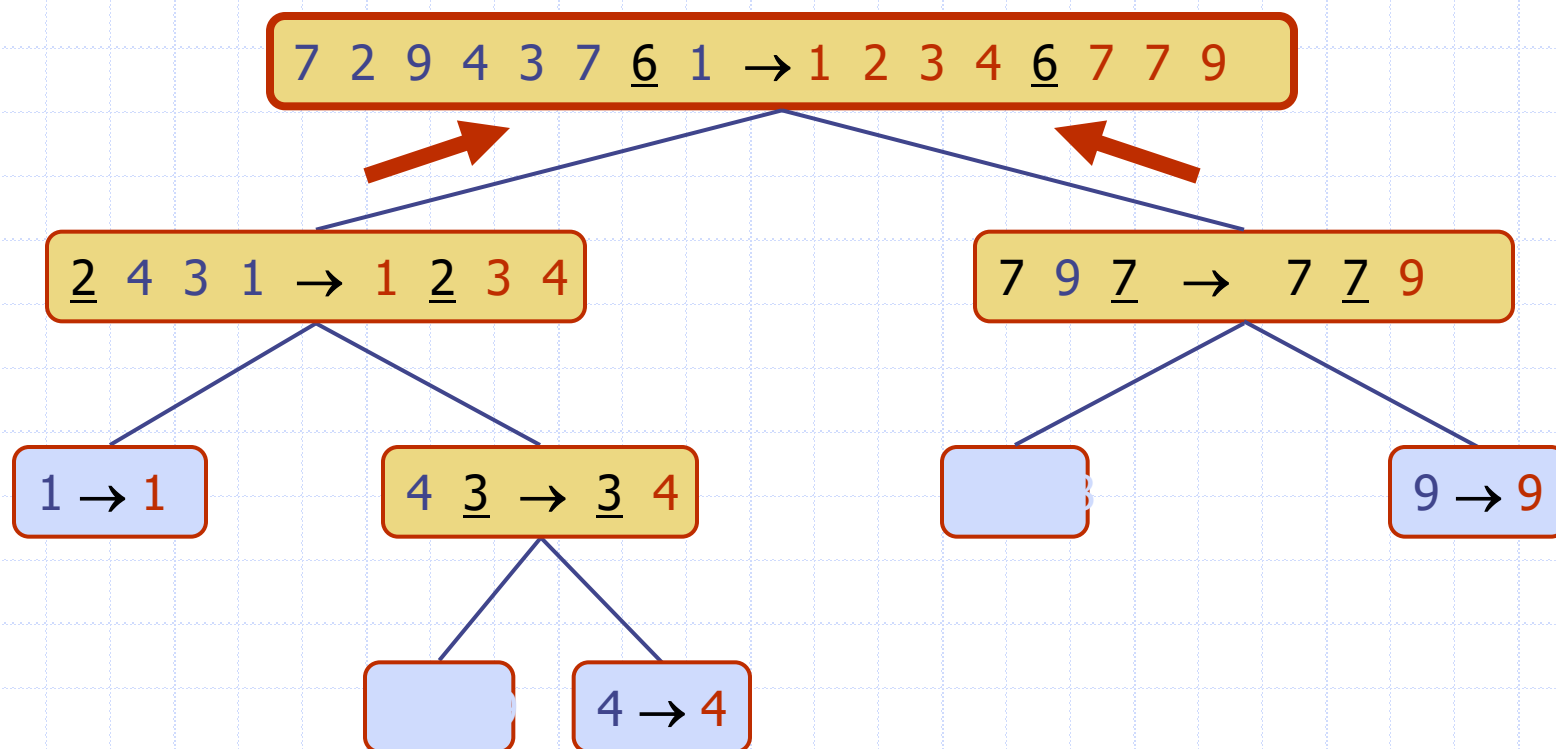 7 2 9 4 3 7 6 1 → 1 2 3 4 6 7 7 9
2 4 3 1 → 1 2 3 4
7 9 7 → 7 7 9
1 → 1
4 3 → 3 4
9 → 9
4 → 4